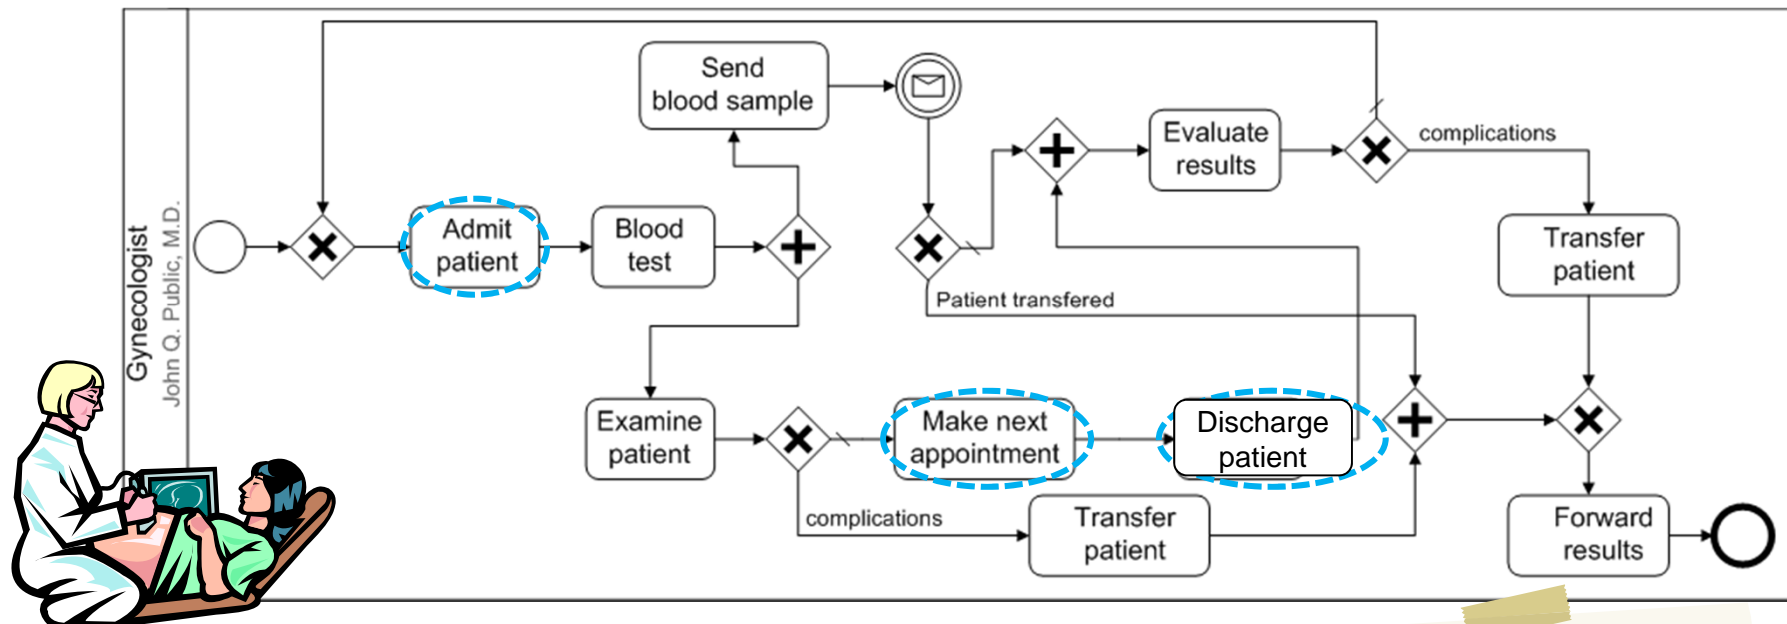 Gynecologist
John Q. Public, M.D.
Admit
patient
Blood
test
Send
blood sample
Examine
patient
complications
Make next
appointment
Discharge
patient
Transfer
patient
Patient transfered
Evaluate
results
complications
Transfer
patient
Forward
results